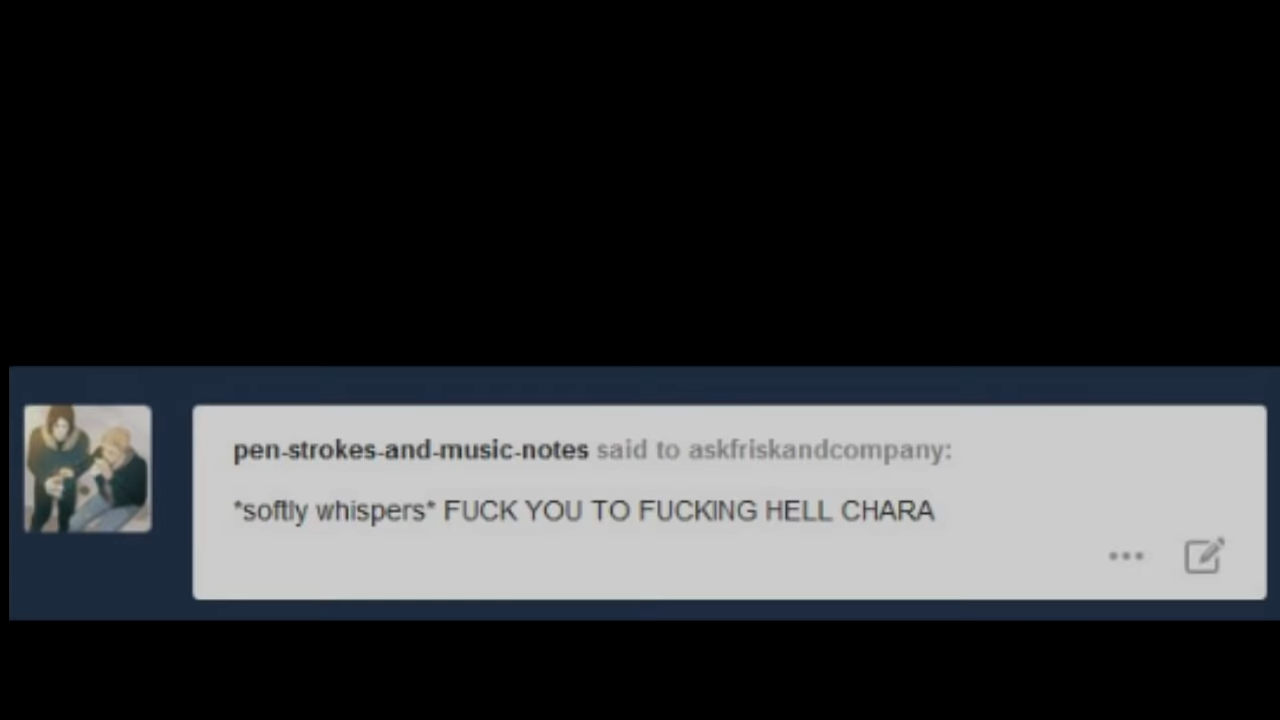 pen-strokes-and-music-notes said to askfriskandcompany:
*softly whispers* FUCK YOU TO FUCKING HELL CHARA